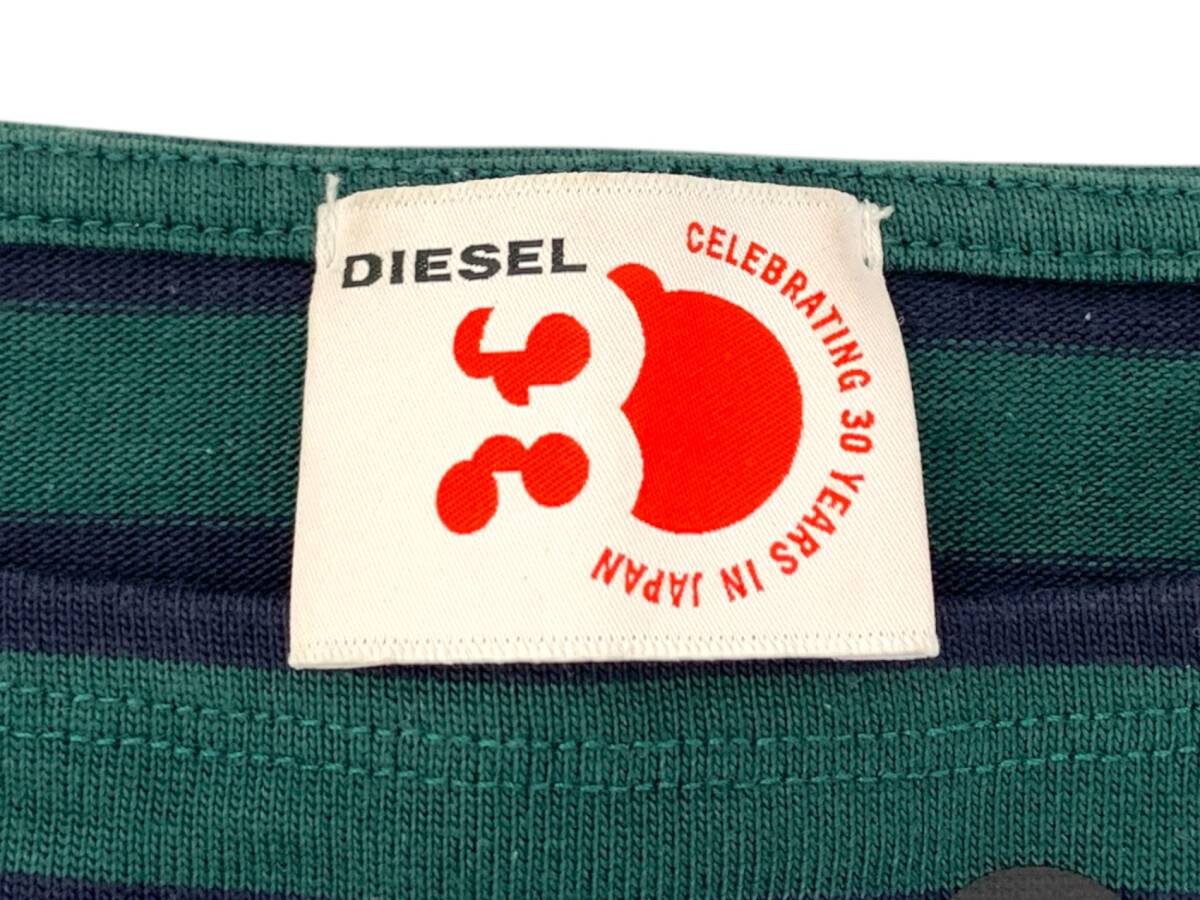 DIESEL
CELEBRATING 30 YEARS IN JAPAN